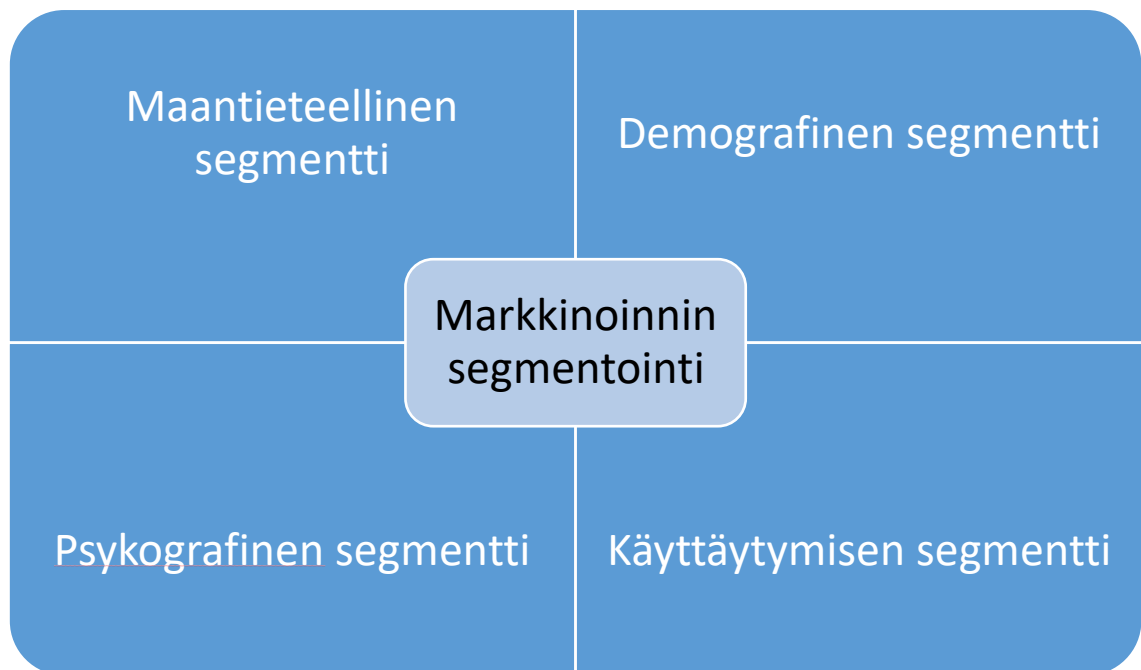 Maantieteellinen
segmentti
Demografinen segmentti
Markkinoinnin
segmentointi
Psykografinen segmentti
Käyttäytymisen segmentti